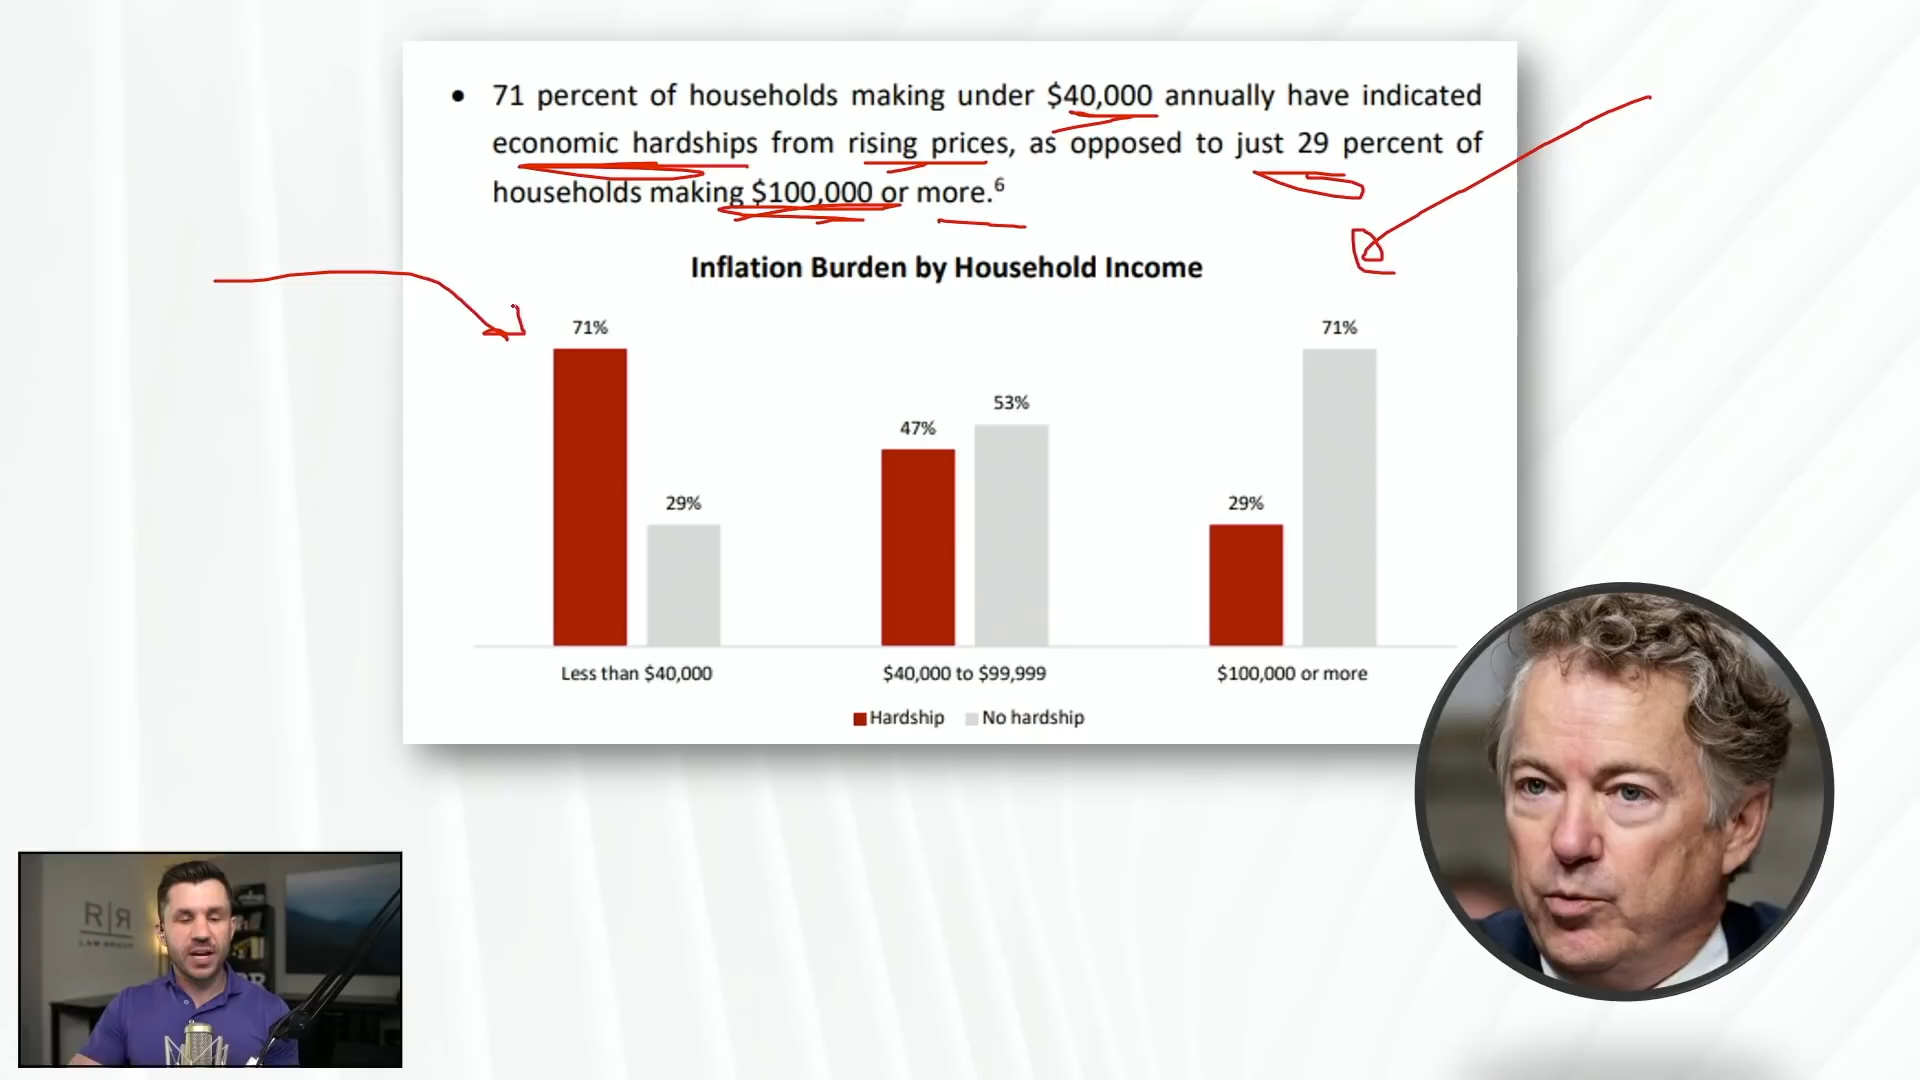 • 71 percent of households making under $40,000 annually have indicated
economic hardships from rising prices, as opposed to just 29 percent of
households making $100,000 or more.6
Inflation Burden by Household Income
71%
29%
47%
53%
29%
71%
Less than $40,000
$40,000 to $99,999
$100,000 or more
Hardship
No hardship
R|R
LAW GROUP